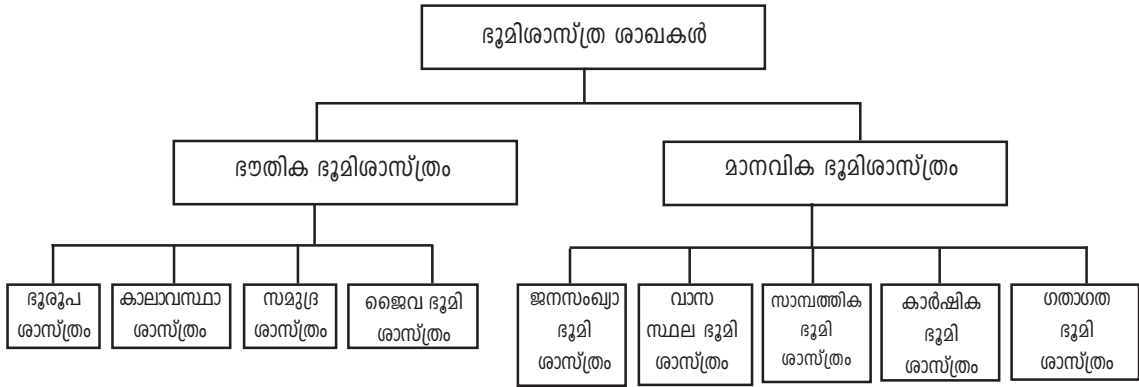 ഭൂമിശാസ്ത്ര ശാഖകൾ
ഭൗതിക ഭൂമിശാസ്ത്രം
മാനവിക ഭൂമിശാസ്ത്രം
ഭൂരൂപ
ശാസ്ത്രം
കാലാവസ്ഥാ
ശാസ്ത്രം
സമുദ്ര
ശാസ്ത്രം
ജൈവ ഭൂമി
ശാസ്ത്രം
ജനസംഖ്യാ
ഭൂമി
ശാസ്ത്രം
വാസ
സ്ഥല ഭൂമി
ശാസ്ത്രം
സാമ്പത്തിക
ഭൂമി
ശാസ്ത്രം
കാർഷിക
ഭൂമി
ശാസ്ത്രം
ഗതാഗത
ഭൂമി
ശാസ്ത്രം